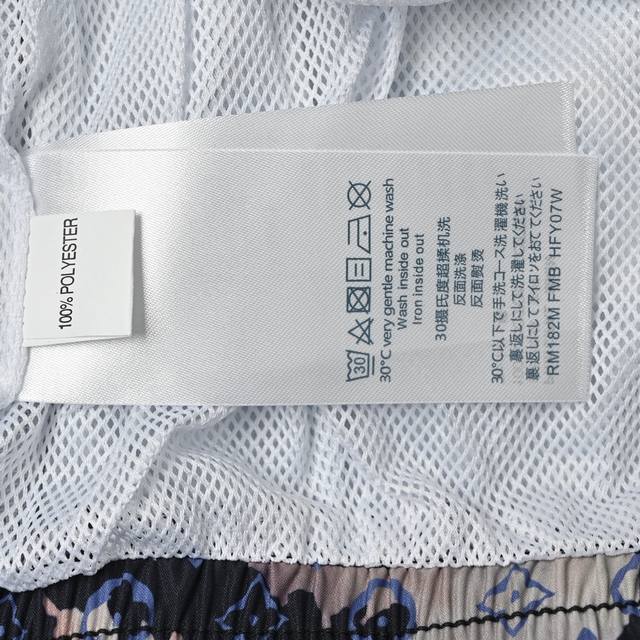 100% POLYESTER
30
30°C very gentle machine wash
Wash inside out
Iron inside out
30摄氏度超揉机洗
反面洗涤
反面熨烫
30℃以下で手洗コース洗濯機洗い
裏返しにして洗濯してください
裏返しにしてアイロンをおてください
RM182M FMB HFY07W